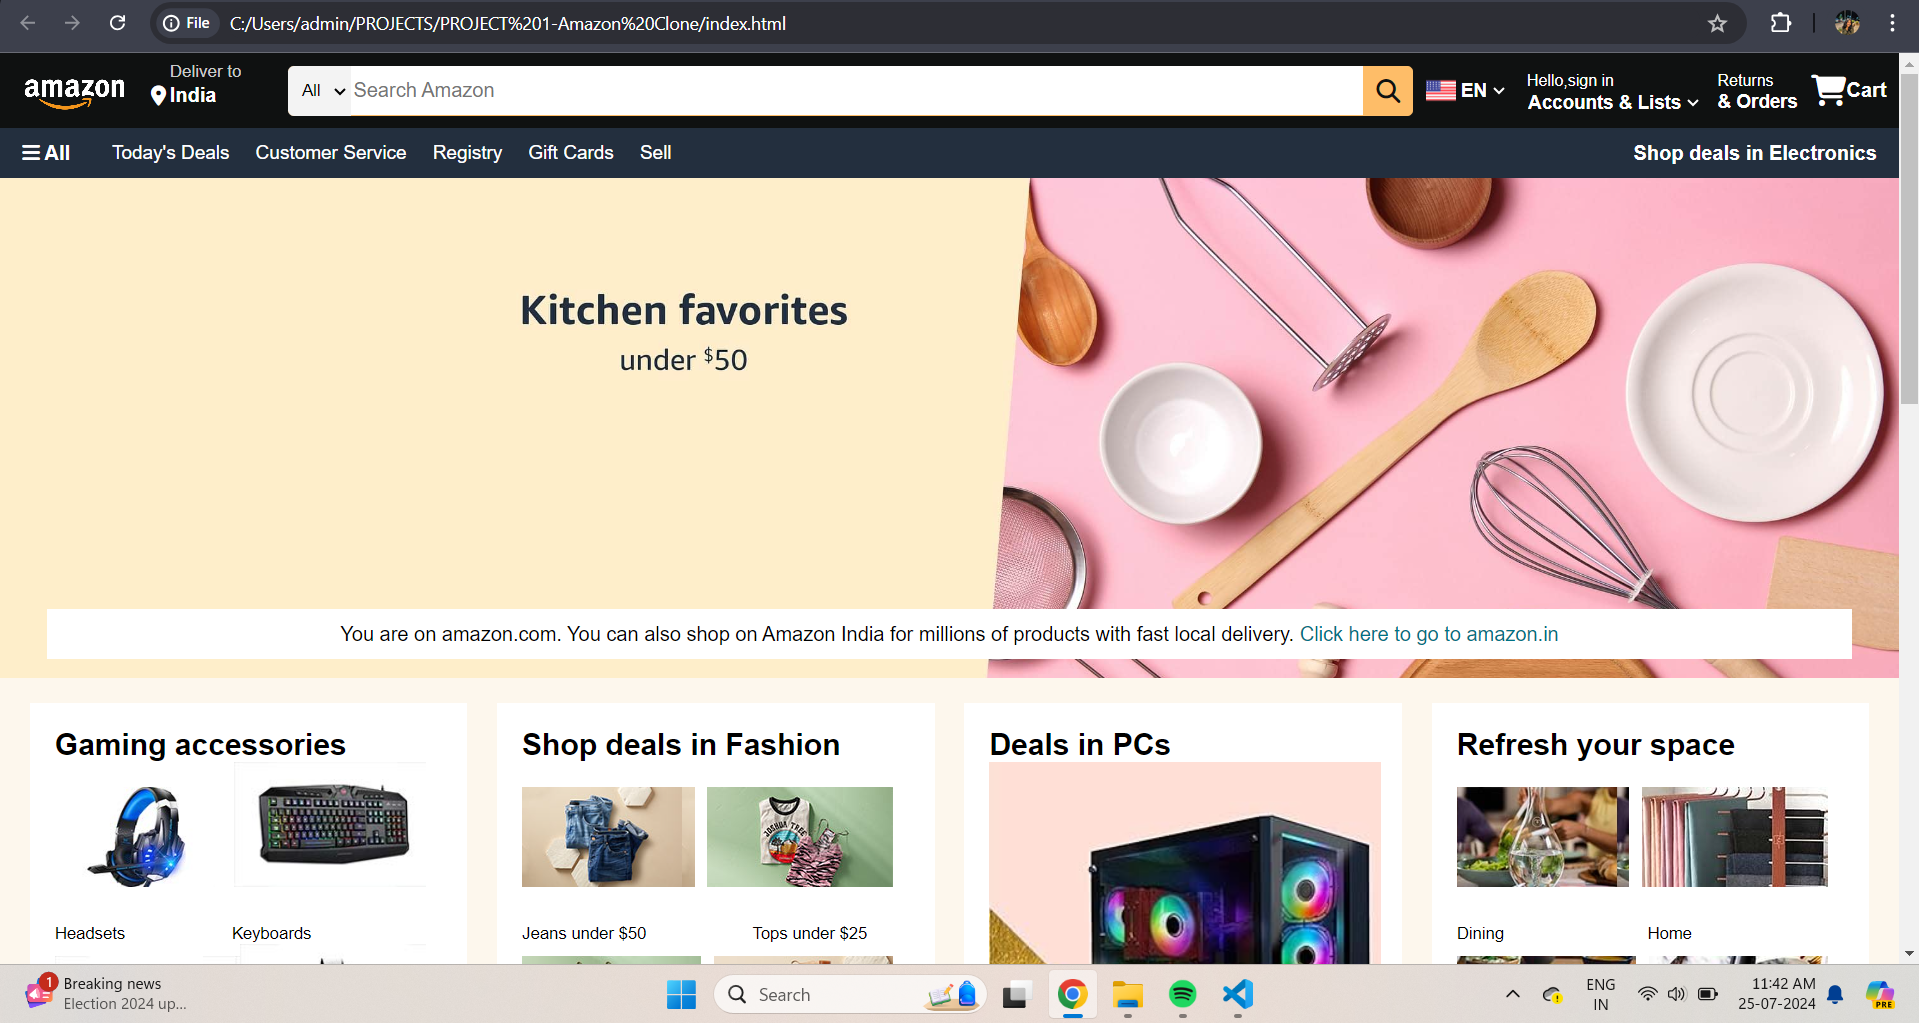 File C:/Users/admin/PROJECTS/PROJECT%201-Amazon%20Clone/index.html
amazon
Deliver to
India
All
Search Amazon
EN
Hello,sign in
Accounts & Lists
Returns
& Orders
Cart
All
Today's Deals
Customer Service
Registry
Gift Cards
Sell
Shop deals in Electronics
Kitchen favorites
under $50
You are on amazon.com. You can also shop on Amazon India for millions of products with fast local delivery. Click here to go to amazon.in
Gaming accessories
Headsets
Keyboards
Shop deals in Fashion
JOSHUA TREE
Jeans under $50
Tops under $25
Deals in PCs
Refresh your space
Dining
Home
1
Breaking news
Election 2024 up...
Search
ENG
IN
11:42 AM
25-07-2024
PRE